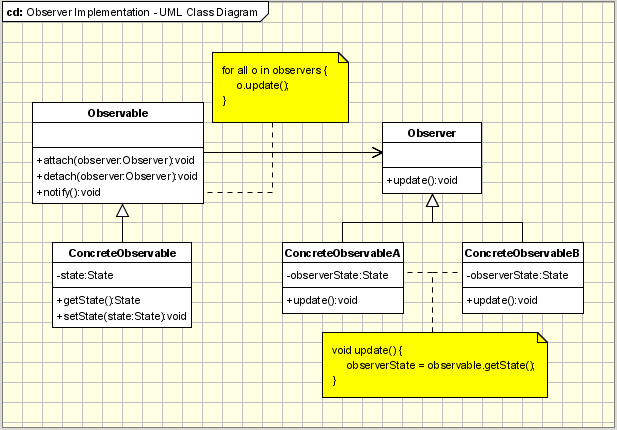 cd: Observer Implementation - UML Class Diagram
for all o in observers {
o.update();
}
Observable
+attach(observer:Observer):void
+detach(observer:Observer):void
+notify():void
Observer
+update():void
ConcreteObservable
-state:State
+getState():State
+setState(state:State):void
ConcreteObservableA
-observerState:State
+update():void
ConcreteObservableB
-observerState:State
+update():void
void update() {
observerState = observable.getState();
}